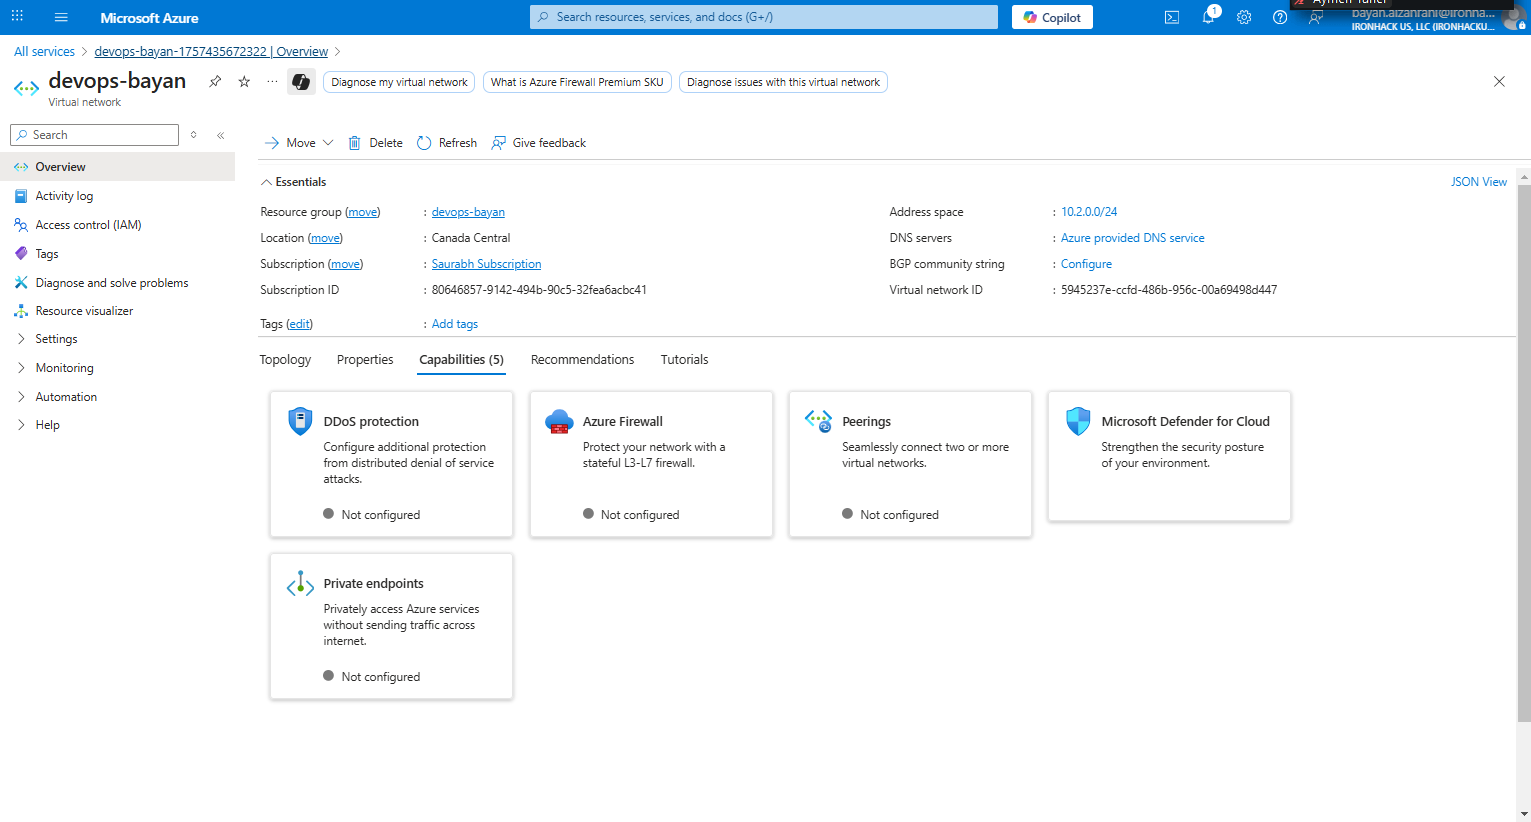 Microsoft Azure
Search resources, services, and docs (G+/)
Copilot
1
bayan.alzahrani@ironha...
IRONHACK US, LLC (IRONHACKU...
All services > devops-bayan-1757435672322 | Overview >
devops-bayan
Virtual network
Diagnose my virtual network
What is Azure Firewall Premium SKU
Diagnose issues with this virtual network
Search
Overview
Activity log
Access control (IAM)
Tags
Diagnose and solve problems
Resource visualizer
Settings
Monitoring
Automation
Help
Move
Delete
Refresh
Give feedback
Essentials
JSON View
Resource group (move) : devops-bayan
Location (move) : Canada Central
Subscription (move) : Saurabh Subscription
Subscription ID : 80646857-9142-494b-90c5-32fea6acbc41
Address space : 10.2.0.0/24
DNS servers : Azure provided DNS service
BGP community string : Configure
Virtual network ID : 5945237e-ccfd-486b-956c-00a69498d447
Tags (edit) : Add tags
Topology
Properties
Capabilities (5)
Recommendations
Tutorials
DDoS protection
Configure additional protection
from distributed denial of service
attacks.
Not configured
Azure Firewall
Protect your network with a
stateful L3-L7 firewall.
Not configured
Peerings
Seamlessly connect two or more
virtual networks.
Not configured
Microsoft Defender for Cloud
Strengthen the security posture
of your environment.
Private endpoints
Privately access Azure services
without sending traffic across
internet.
Not configured